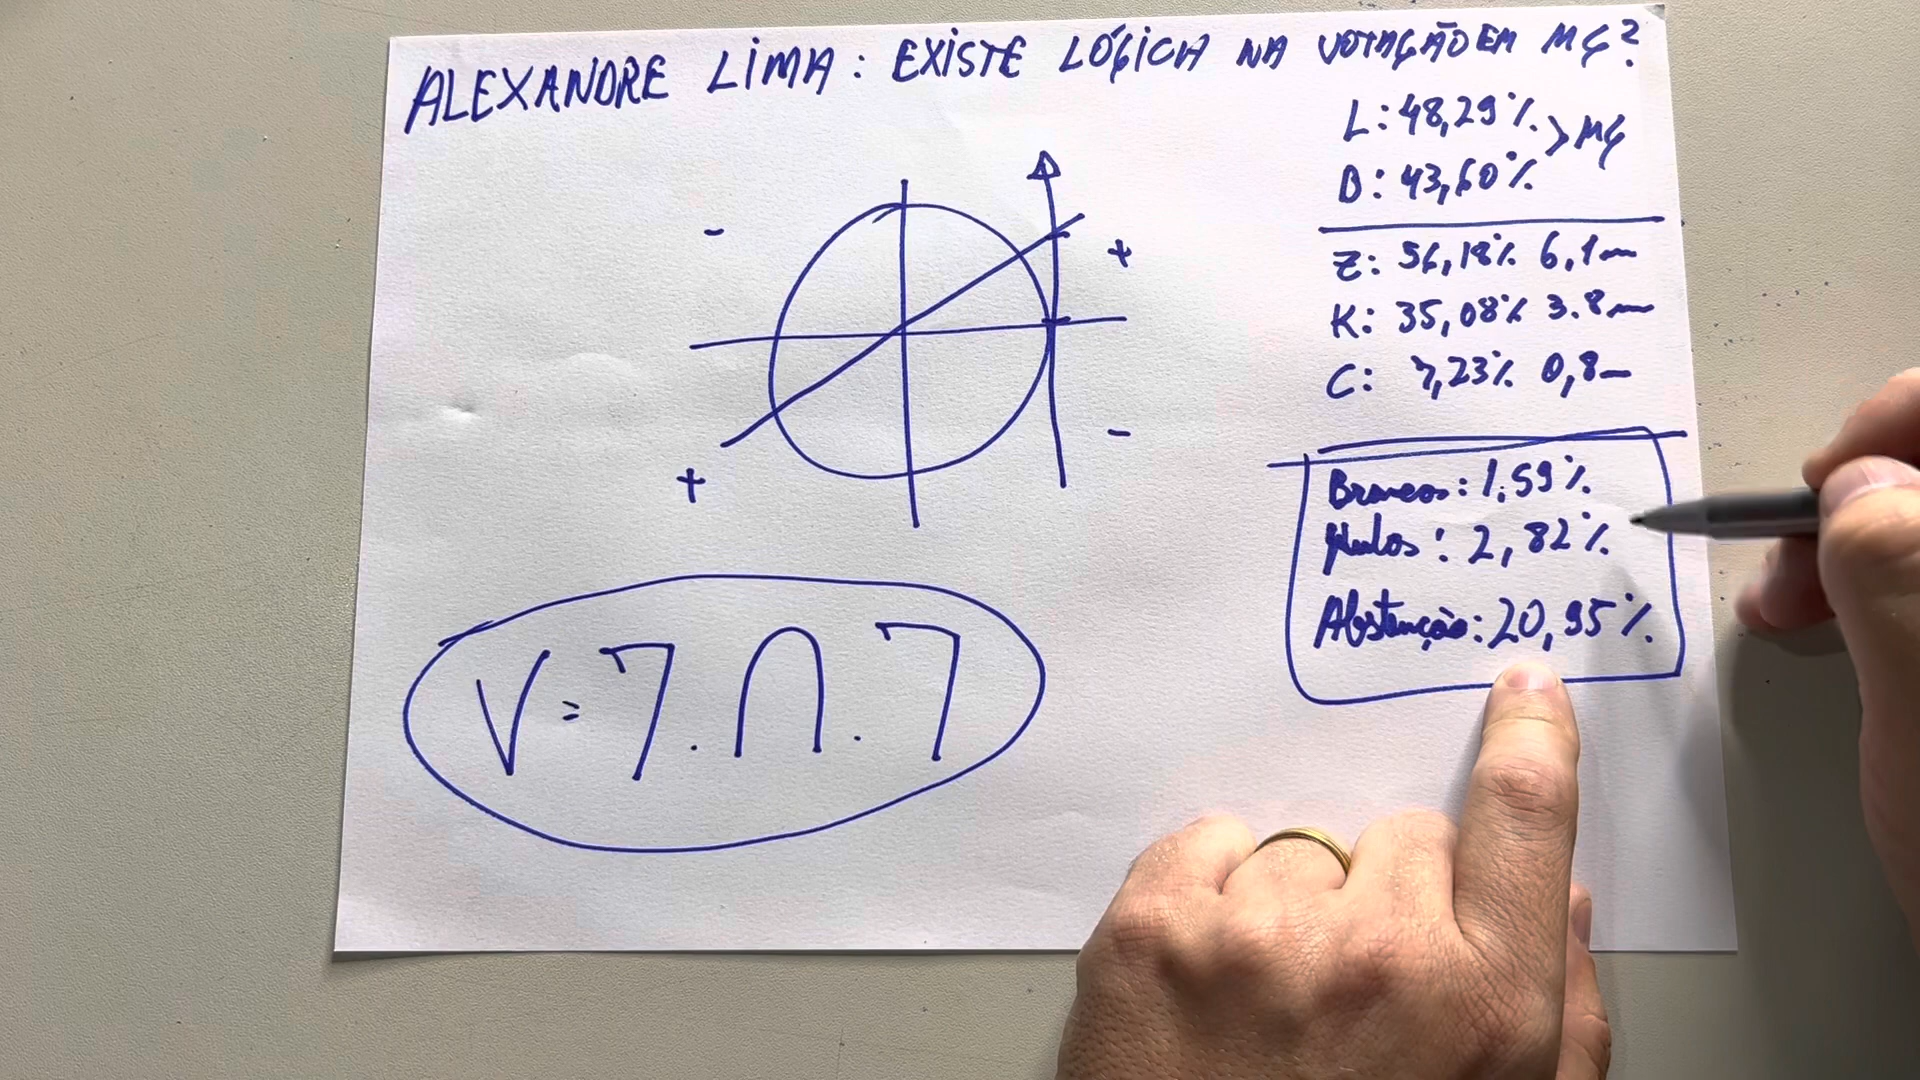 ALEXANDRE LIMA: EXISTE LÓGICA NA VOTAÇÃO EM MG?
L: 48,29% > MG
B: 43,60%
Z: 56,18% 6,1m
K: 35,08% 3.8m
C: 7,23% 0,8m
Brancos: 1,59%
Nulos: 2,82%
Abstenção: 20,95%
- +
+ -
V = 7 . ∩ . 7